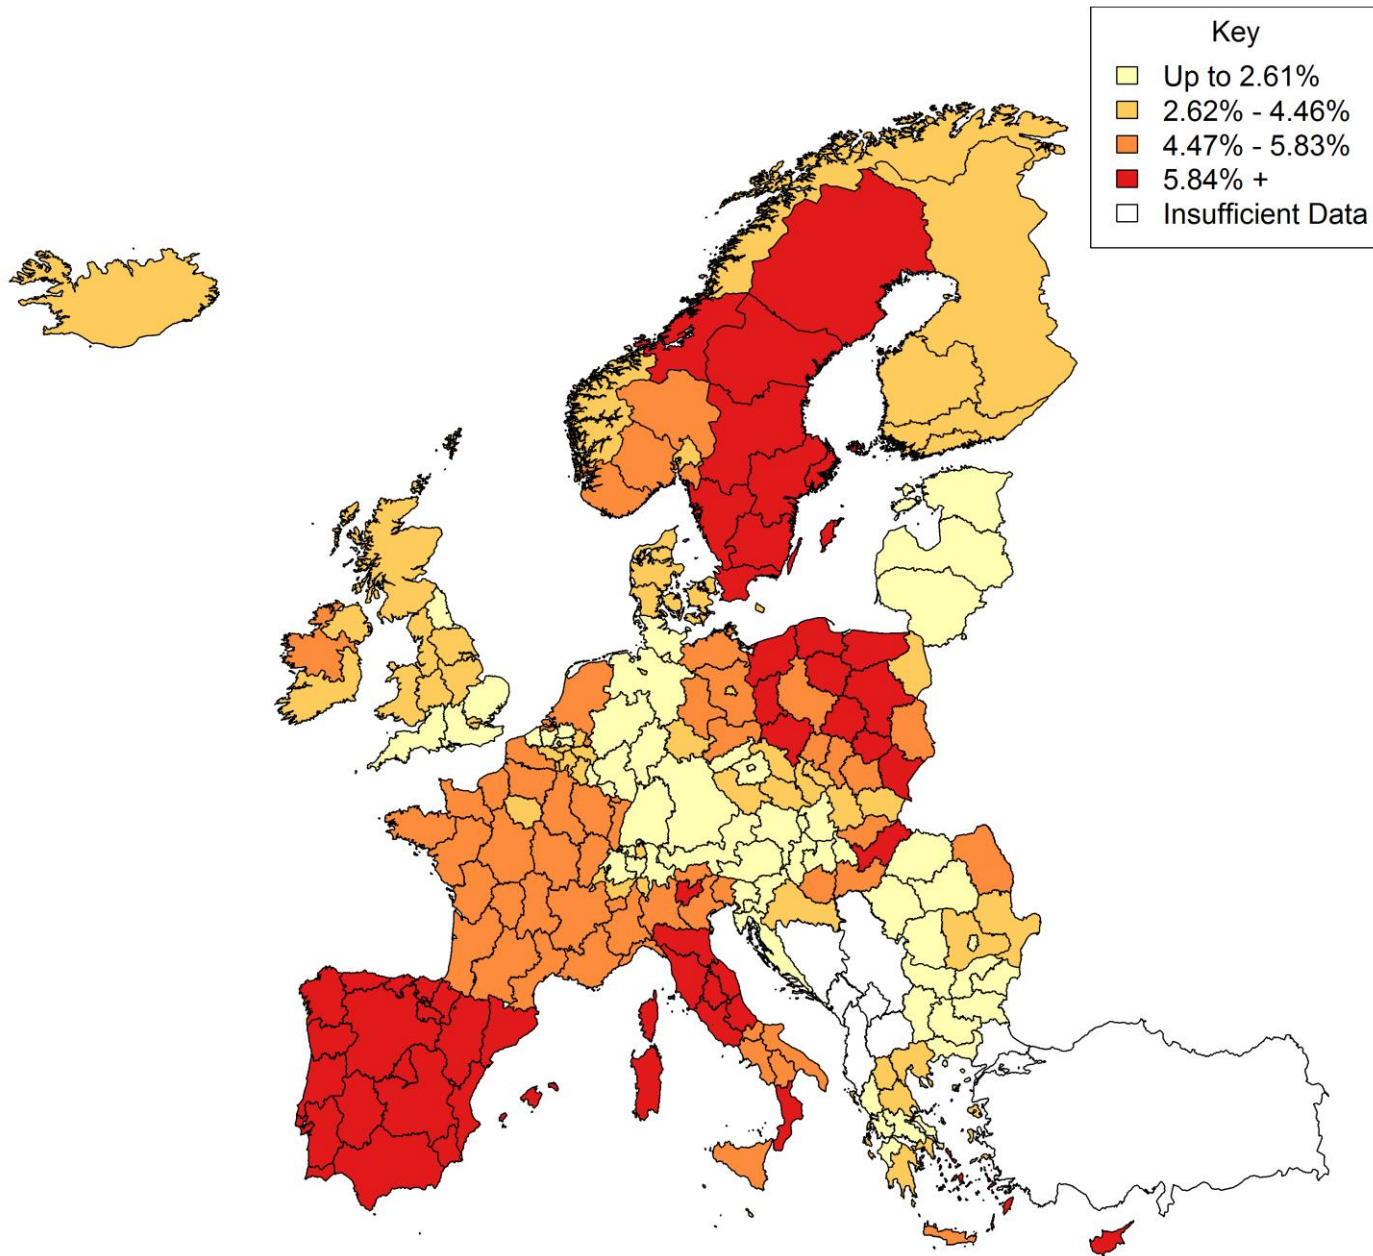 Key
Up to 2.61%
2.62% - 4.46%
4.47% - 5.83%
5.84% +
Insufficient Data